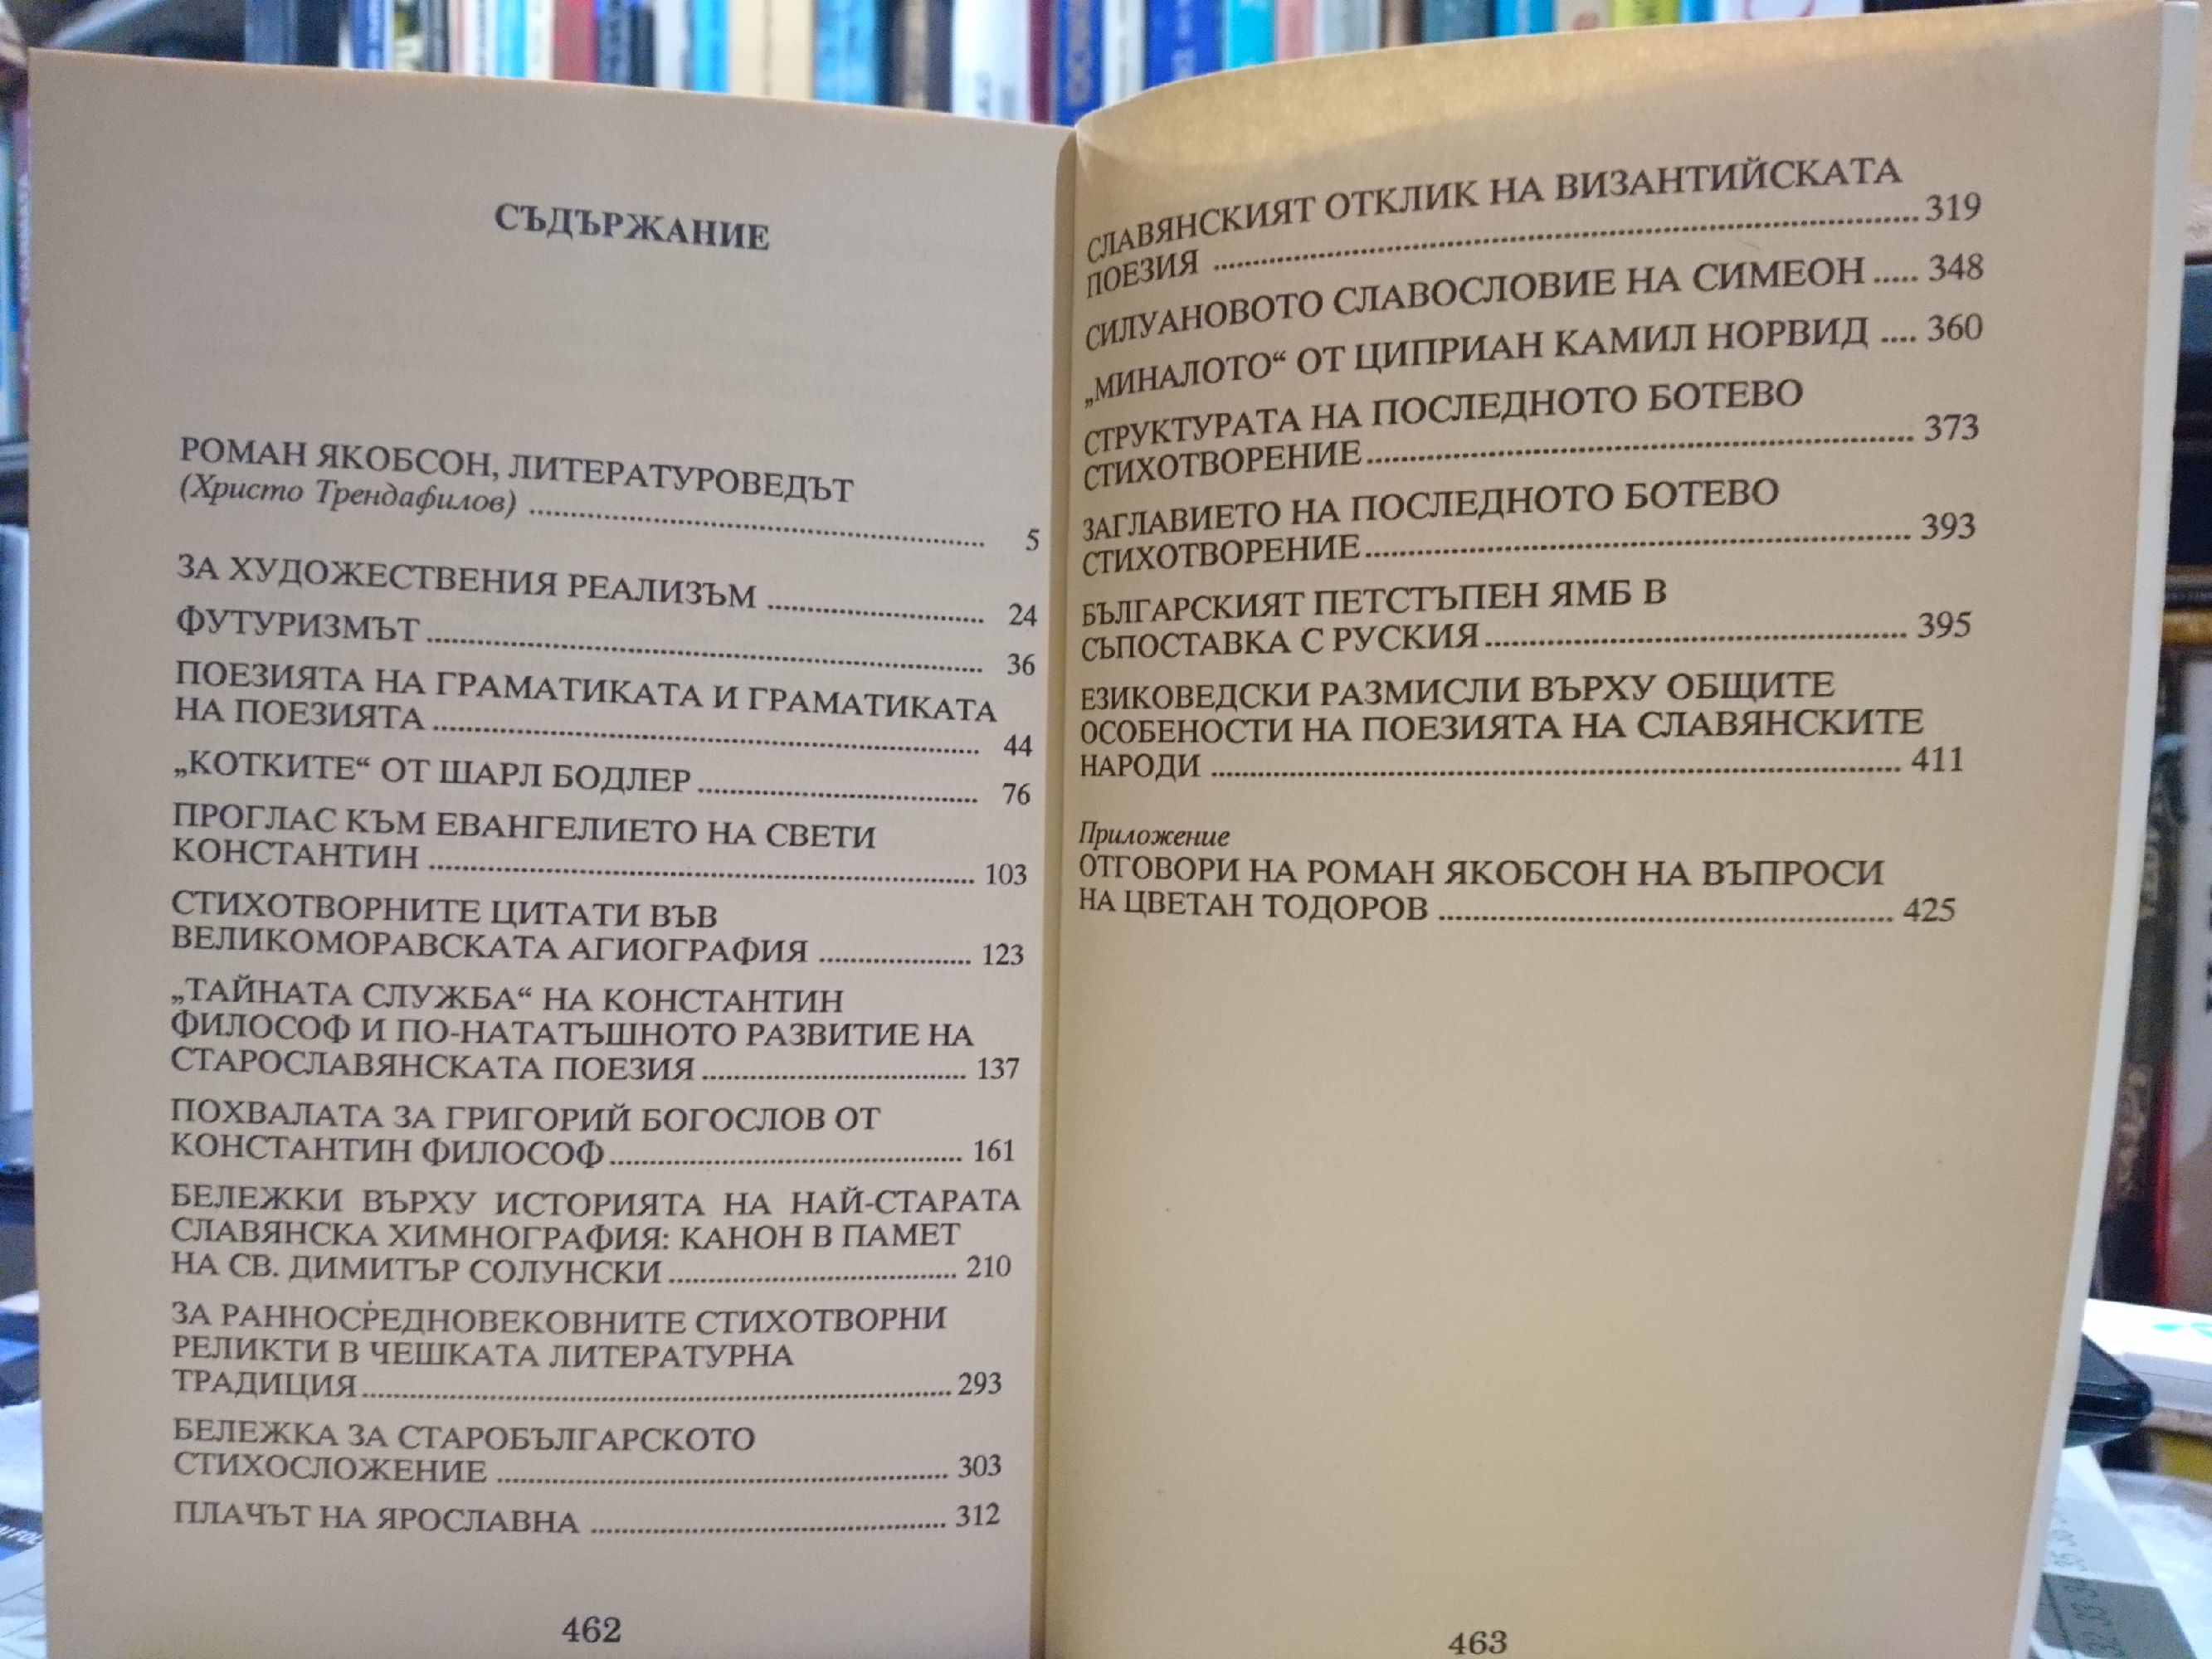 СЪДЪРЖАНИЕ
РОМАН ЯКОБСОН, ЛИТЕРАТУРОВЕДЪТ
(Христо Трендафилов) ........ 5
ЗА ХУДОЖЕСТВЕНИЯ РЕАЛИЗЪМ ........ 24
ФУТУРИЗМЪТ ........ 36
ПОЕЗИЯТА НА ГРАМАТИКАТА И ГРАМАТИКАТА
НА ПОЕЗИЯТА ........ 44
„КОТКИТЕ“ ОТ ШАРЛ БОДЛЕР ........ 76
ПРОГЛАС КЪМ ЕВАНГЕЛИЕТО НА СВЕТИ
КОНСТАНТИН ........ 103
СТИХОТВОРНИТЕ ЦИТАТИ ВЪВ
ВЕЛИКОМОРАВСКАТА АГИОГРАФИЯ ........ 123
„ТАЙНАТА СЛУЖБА“ НА КОНСТАНТИН
ФИЛОСОФ И ПО-НАТАТЪШНОТО РАЗВИТИЕ НА
СТАРОСЛАВЯНСКАТА ПОЕЗИЯ ........ 137
ПОХВАЛАТА ЗА ГРИГОРИЙ БОГОСЛОВ ОТ
КОНСТАНТИН ФИЛОСОФ ........ 161
БЕЛЕЖКИ ВЪРХУ ИСТОРИЯТА НА НАЙ-СТАРАТА
СЛАВЯНСКА ХИМНОГРАФИЯ: КАНОН В ПАМЕТ
НА СВ. ДИМИТЪР СОЛУНСКИ ........ 210
ЗА РАННОСРЕДНОВЕКОВНИТЕ СТИХОТВОРНИ
РЕЛИКТИ В ЧЕШКАТА ЛИТЕРАТУРНА
ТРАДИЦИЯ ........ 293
БЕЛЕЖКА ЗА СТАРОБЪЛГАРСКОТО
СТИХОСЛОЖЕНИЕ ........ 303
ПЛАЧЪТ НА ЯРОСЛАВНА ........ 312
462
СЛАВЯНСКИЯТ ОТКЛИК НА ВИЗАНТИЙСКАТА
ПОЕЗИЯ ........ 319
СИЛУАНОВОТО СЛАВОСЛОВИЕ НА СИМЕОН ..... 348
„МИНАЛОТО“ ОТ ЦИПРИАН КАМИЛ НОРВИД .... 360
СТРУКТУРАТА НА ПОСЛЕДНОТО БОТЕВО
СТИХОТВОРЕНИЕ ........ 373
ЗАГЛАВИЕТО НА ПОСЛЕДНОТО БОТЕВО
СТИХОТВОРЕНИЕ ........ 393
БЪЛГАРСКИЯТ ПЕТСТЪПЕН ЯМБ В
СЪПОСТАВКА С РУСКИЯ ........ 395
ЕЗИКОВЕДСКИ РАЗМИСЛИ ВЪРХУ ОБЩИТЕ
ОСОБЕНОСТИ НА ПОЕЗИЯТА НА СЛАВЯНСКИТЕ
НАРОДИ ........ 411
Приложение
ОТГОВОРИ НА РОМАН ЯКОБСОН НА ВЪПРОСИ
НА ЦВЕТАН ТОДОРОВ ........ 425
463